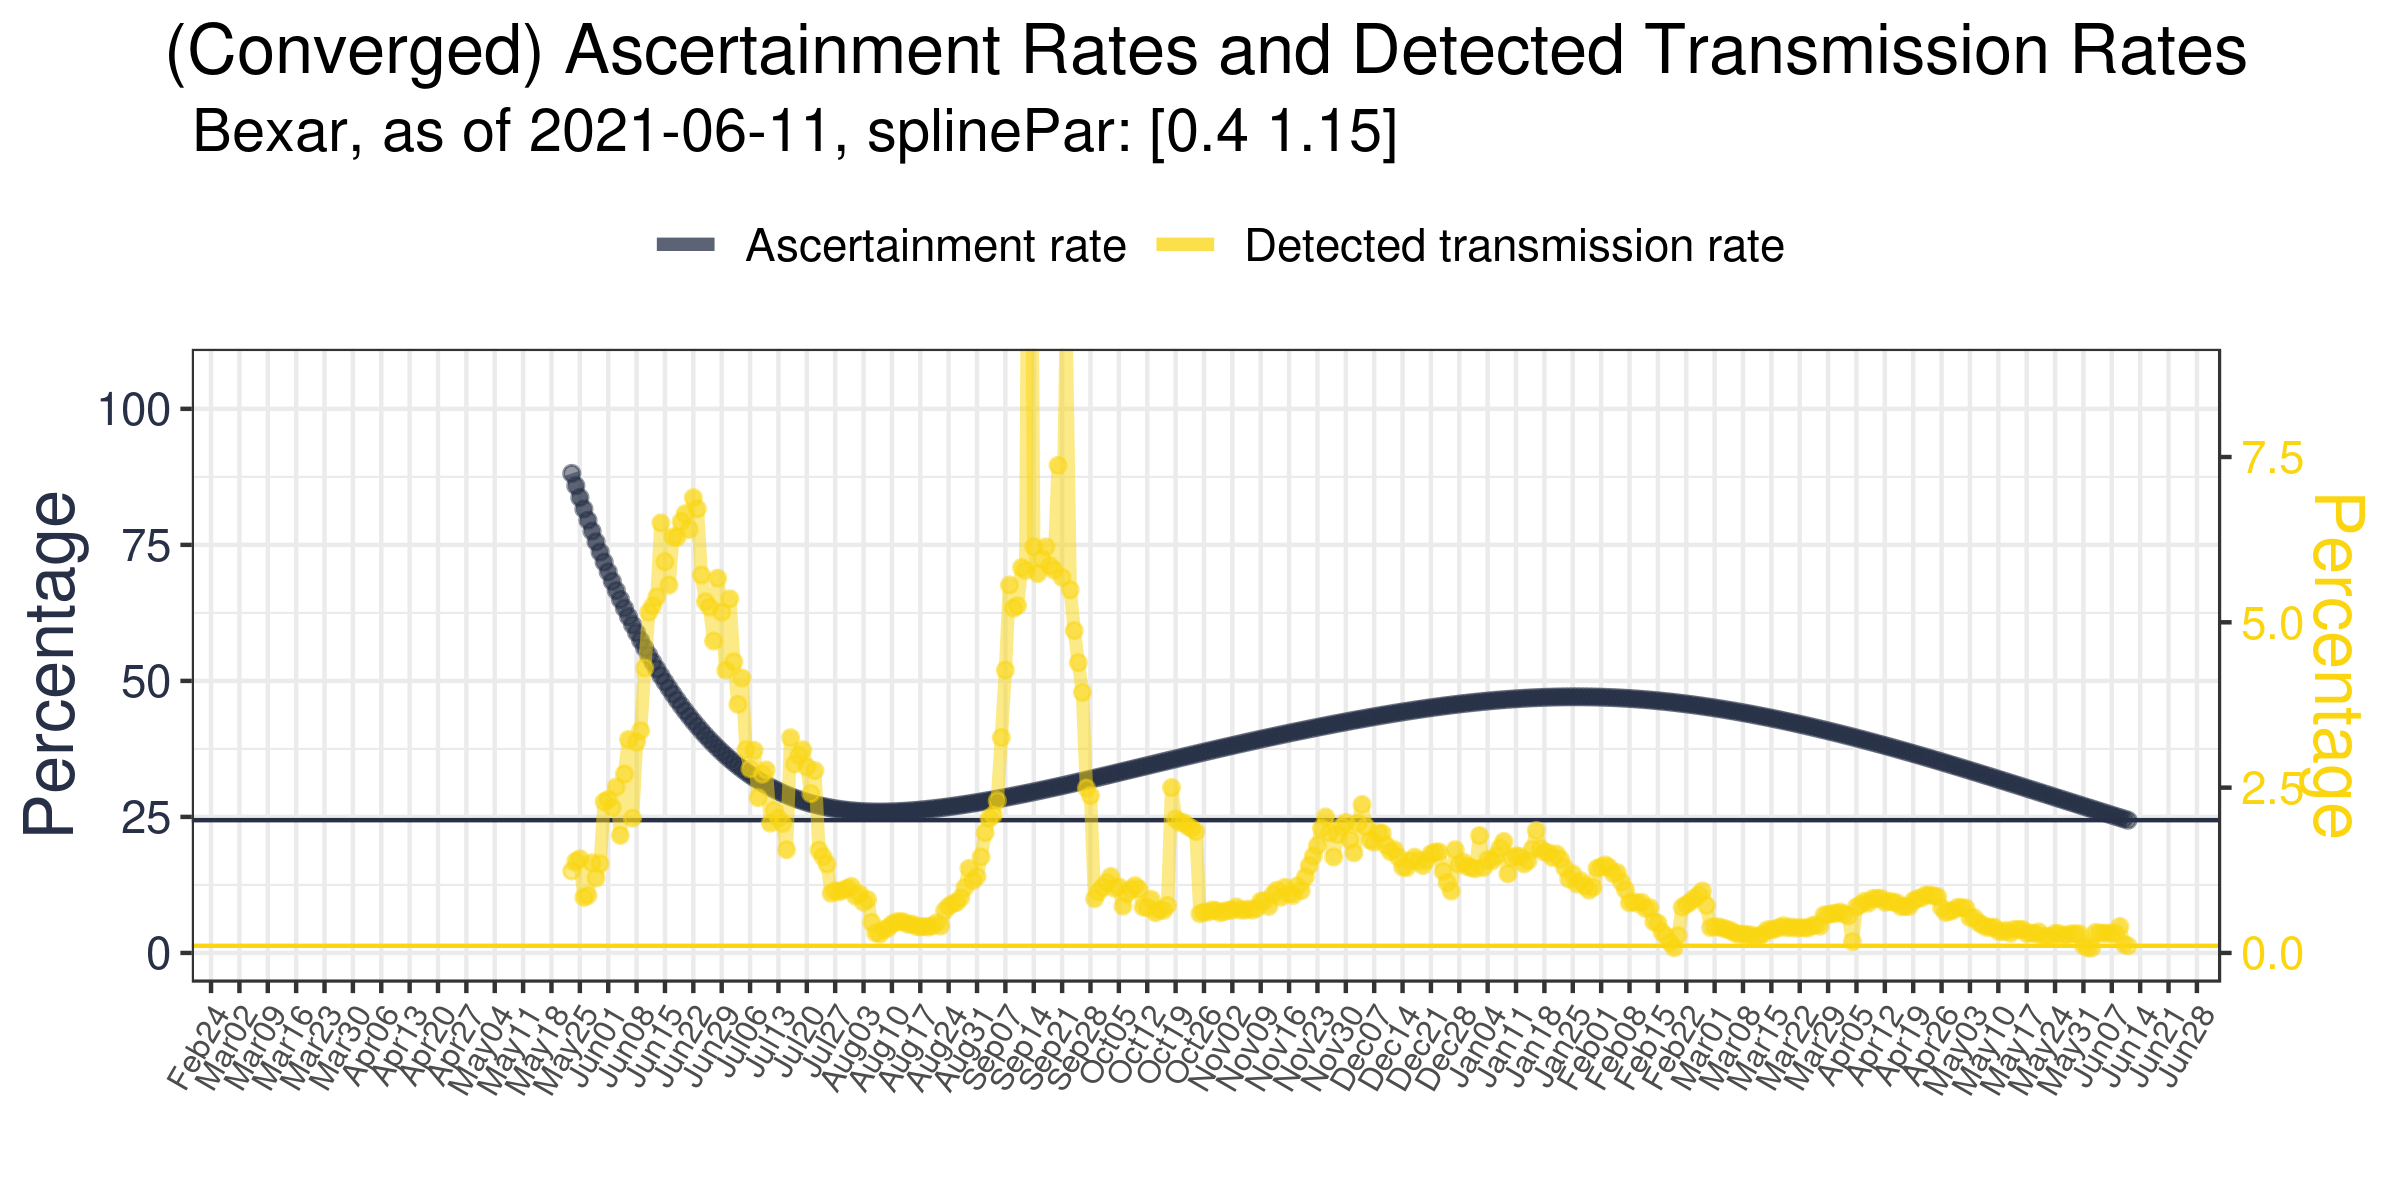 (Converged) Ascertainment Rates and Detected Transmission Rates
Bexar, as of 2021-06-11, splinePar: [0.4 1.15]
Ascertainment rate Detected transmission rate
Percentage
100
75
50
25
0
7.5
5.0
2.5
0.0
Percentage
Feb24
Mar02
Mar09
Mar16
Mar23
Mar30
Apr06
Apr13
Apr20
Apr27
May04
May11
May18
May25
Jun01
Jun08
Jun15
Jun22
Jun29
Jul06
Jul13
Jul20
Jul27
Aug03
Aug10
Aug17
Aug24
Aug31
Sep07
Sep14
Sep21
Sep28
Oct05
Oct12
Oct19
Oct26
Nov02
Nov09
Nov16
Nov23
Nov30
Dec07
Dec14
Dec21
Dec28
Jan04
Jan11
Jan18
Jan25
Feb01
Feb08
Feb15
Feb22
Mar01
Mar08
Mar15
Mar22
Mar29
Apr05
Apr12
Apr19
Apr26
May03
May10
May17
May24
May31
Jun07
Jun14
Jun21
Jun28